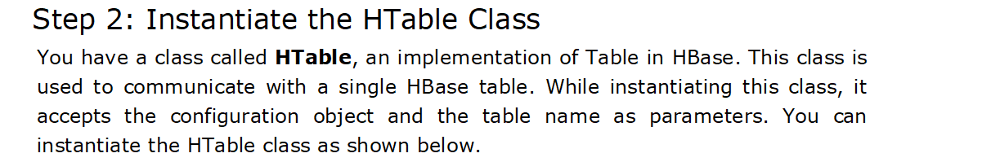 Step 2: Instantiate the HTable Class
You have a class called HTable, an implementation of Table in HBase. This class is
used to communicate with a single HBase table. While instantiating this class, it
accepts the configuration object and the table name as parameters. You can
instantiate the HTable class as shown below.